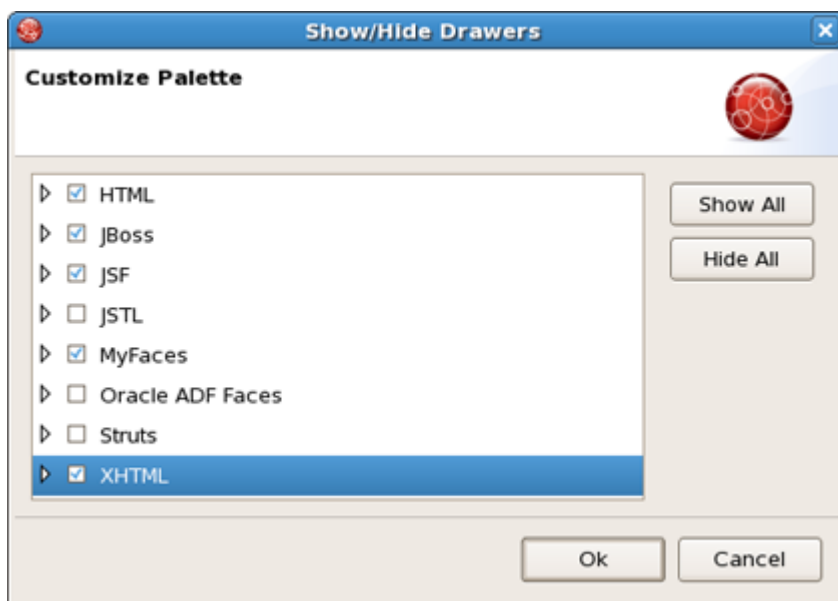 Show/Hide Drawers
Customize Palette
HTML
JBoss
JSF
JSTL
MyFaces
Oracle ADF Faces
Struts
XHTML
Show All
Hide All
Ok
Cancel